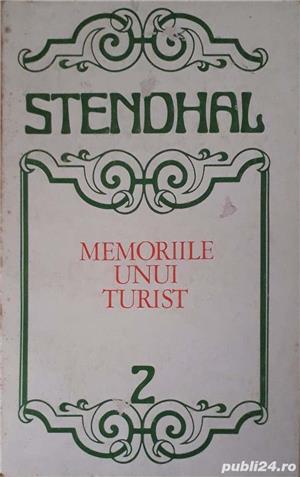 STENDHAL
MEMORIILE
UNUI
TURIST
2
publi24.ro